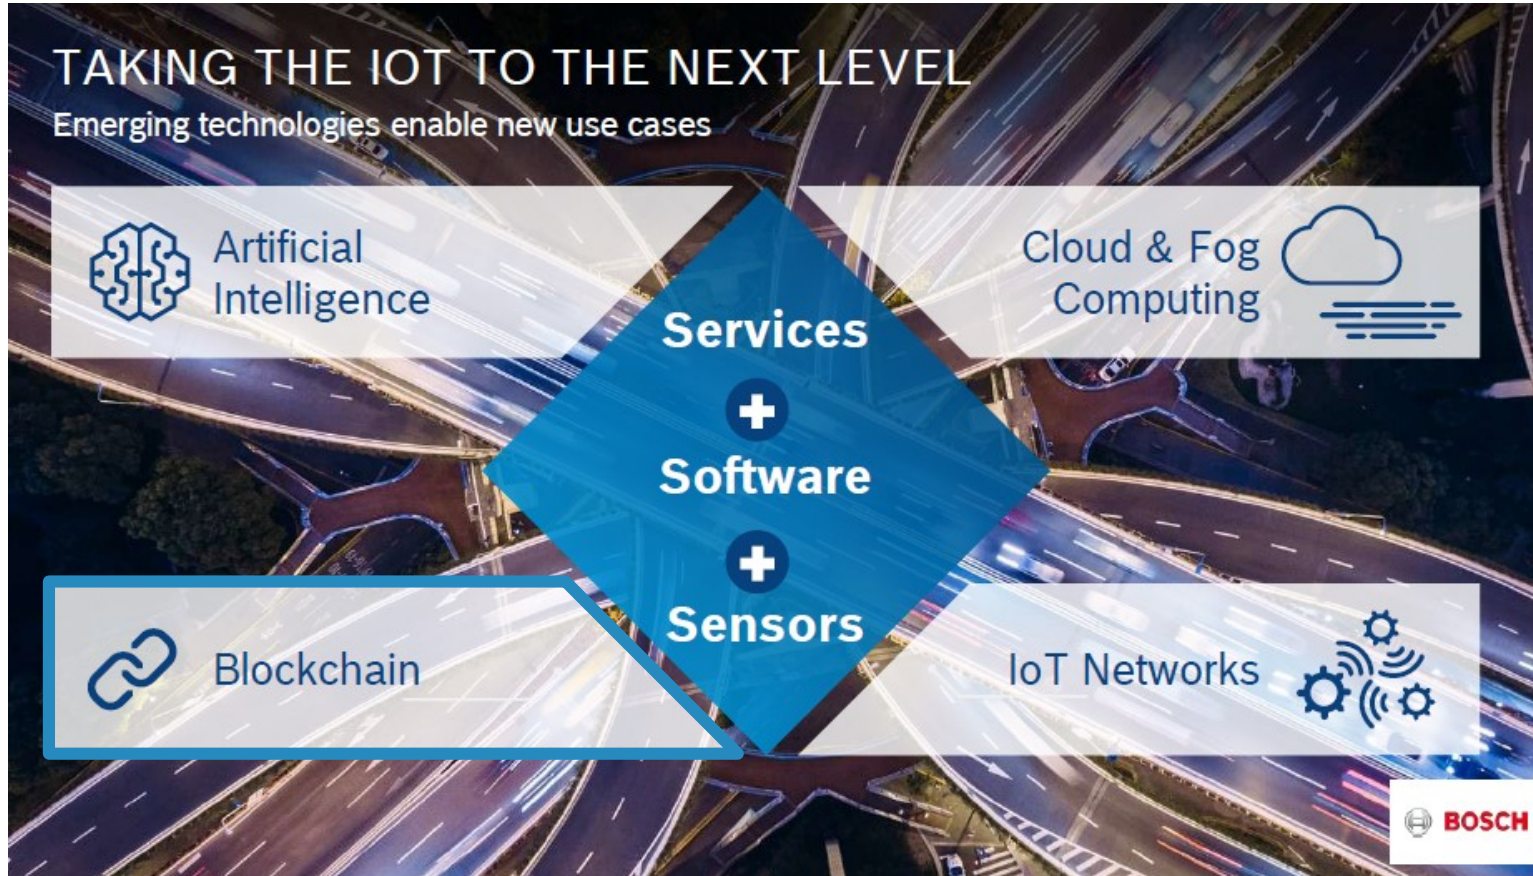 TAKING THE IOT TO THE NEXT LEVEL
Emerging technologies enable new use cases
Artificial
Intelligence
Cloud & Fog
Computing
Services
Software
Sensors
Blockchain
IoT Networks
BOSCH